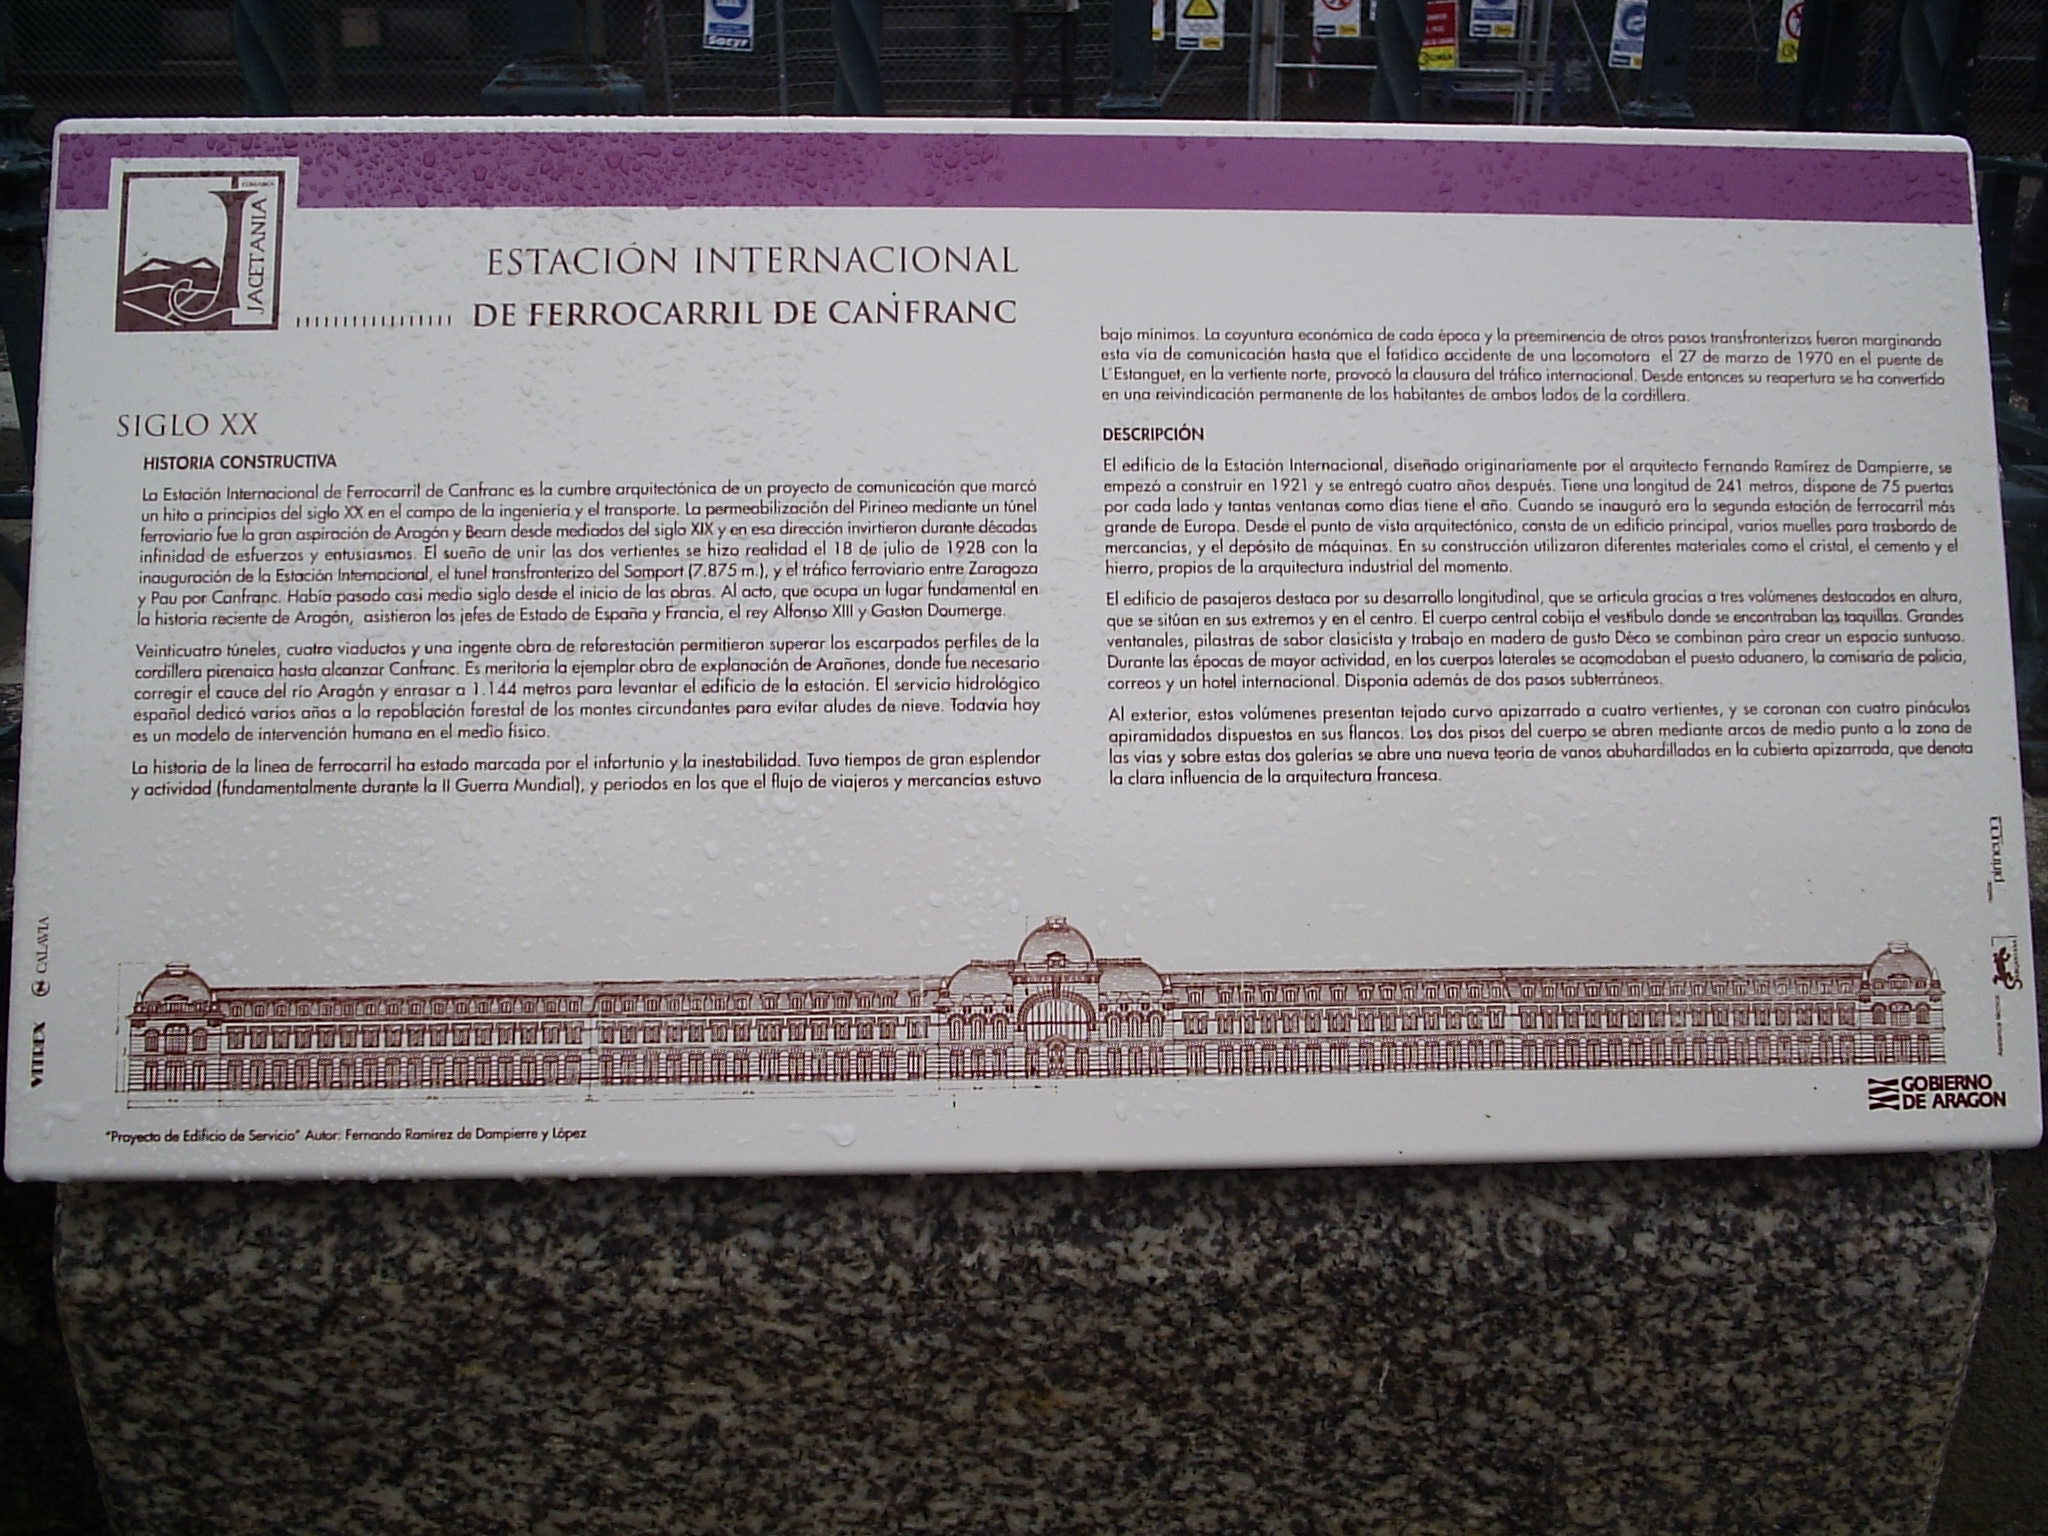 Sacyr
COMARCA
JACETANIA
ESTACIÓN INTERNACIONAL
DE FERROCARRIL DE CANFRANC
SIGLO XX
HISTORIA CONSTRUCTIVA
La Estación Internacional de Ferrocarril de Canfranc es la cumbre arquitectónica de un proyecto de comunicación que marcó
un hito a principios del siglo XX en el campo de la ingeniería y el transporte. La permeabilización del Pirineo mediante un túnel
ferroviario fue la gran aspiración de Aragón y Bearn desde mediados del siglo XIX y en esa dirección invirtieron durante décadas
infinidad de esfuerzos y entusiasmos. El sueño de unir las dos vertientes se hizo realidad el 18 de julio de 1928 con la
inauguración de la Estación Internacional, el tunel transfronterizo del Somport (7.875 m.), y el tráfico ferroviario entre Zaragoza
y Pau por Canfranc. Había pasado casi medio siglo desde el inicio de las obras. Al acto, que ocupa un lugar fundamental en
la historia reciente de Aragón, asistieron los jefes de Estado de España y Francia, el rey Alfonso XIII y Gaston Doumerge.
Veinticuatro túneles, cuatro viaductos y una ingente obra de reforestación permitieron superar los escarpados perfiles de la
cordillera pirenaica hasta alcanzar Canfranc. Es meritoria la ejemplar obra de explanación de Arañones, donde fue necesario
corregir el cauce del río Aragón y enrasar a 1.144 metros para levantar el edificio de la estación. El servicio hidrológico
español dedicó varios años a la repoblación forestal de los montes circundantes para evitar aludes de nieve. Todavía hoy
es un modelo de intervención humana en el medio físico.
La historia de la línea de ferrocarril ha estado marcada por el infortunio y la inestabilidad. Tuvo tiempos de gran esplendor
y actividad (fundamentalmente durante la II Guerra Mundial), y periodos en los que el flujo de viajeros y mercancías estuvo
bajo mínimos. La coyuntura económica de cada época y la preeminencia de otros pasos transfronterizos fueron marginando
esta vía de comunicación hasta que el fatídico accidente de una locomotora el 27 de marzo de 1970 en el puente de
L´Estanguet, en la vertiente norte, provocó la clausura del tráfico internacional. Desde entonces su reapertura se ha convertido
en una reivindicación permanente de los habitantes de ambos lados de la cordillera.
DESCRIPCIÓN
El edificio de la Estación Internacional, diseñado originariamente por el arquitecto Fernando Ramírez de Dampierre, se
empezó a construir en 1921 y se entregó cuatro años después. Tiene una longitud de 241 metros, dispone de 75 puertas
por cada lado y tantas ventanas como días tiene el año. Cuando se inauguró era la segunda estación de ferrocarril más
grande de Europa. Desde el punto de vista arquitectónico, consta de un edificio principal, varios muelles para trasbordo de
mercancías, y el depósito de máquinas. En su construcción utilizaron diferentes materiales como el cristal, el cemento y el
hierro, propios de la arquitectura industrial del momento.
El edificio de pasajeros destaca por su desarrollo longitudinal, que se articula gracias a tres volúmenes destacados en altura,
que se sitúan en sus extremos y en el centro. El cuerpo central cobija el vestíbulo donde se encontraban las taquillas. Grandes
ventanales, pilastras de sabor clasicista y trabajo en madera de gusto Déco se combinan para crear un espacio suntuoso.
Durante las épocas de mayor actividad, en los cuerpos laterales se acomodaban el puesto aduanero, la comisaría de policía,
correos y un hotel internacional. Disponía además de dos pasos subterráneos.
Al exterior, estos volúmenes presentan tejado curvo apizarrado a cuatro vertientes, y se coronan con cuatro pináculos
apiramidados dispuestos en sus flancos. Los dos pisos del cuerpo se abren mediante arcos de medio punto a la zona de
las vías y sobre estas dos galerías se abre una nueva teoría de vanos abuhardillados en la cubierta apizarrada, que denota
la clara influencia de la arquitectura francesa.
VITREX CALAVIA
"Proyecto de Edificio de Servicio" Autor: Fernando Ramírez de Dampierre y López
GOBIERNO
DE ARAGON